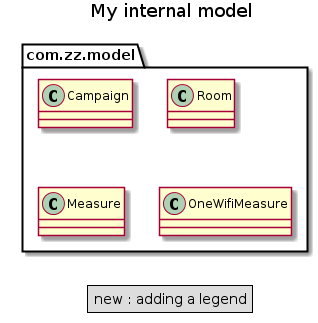 My internal model
com.zz.model
C Campaign
C Room
C Measure
C OneWifiMeasure
new : adding a legend